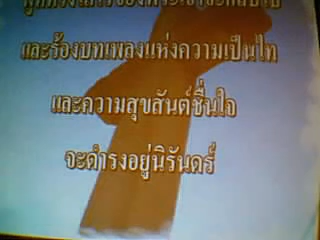 และร้องบทเพลงแห่งความเป็นไท
และความสุขสันต์ชื่นใจ
จะดำรงอยู่นิรันดร์